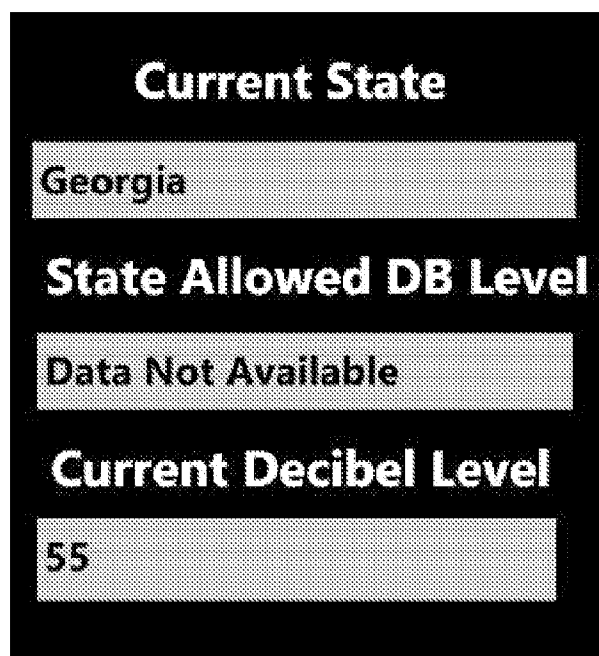 Current State
Georgia
State Allowed DB Level
Data Not Available
Current Decibel Level
55